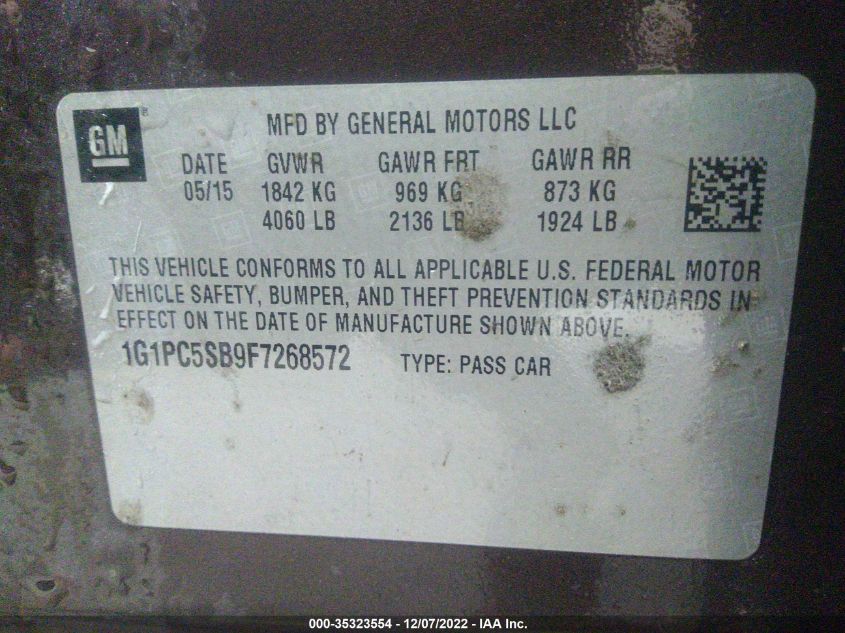 GM ®
MFD BY GENERAL MOTORS LLC
DATE GVWR GAWR FRT GAWR RR
05/15 1842 KG 969 KG 873 KG
4060 LB 2136 LB 1924 LB
THIS VEHICLE CONFORMS TO ALL APPLICABLE U.S. FEDERAL MOTOR
VEHICLE SAFETY, BUMPER, AND THEFT PREVENTION STANDARDS IN
EFFECT ON THE DATE OF MANUFACTURE SHOWN ABOVE.
1G1PC5SB9F7268572 TYPE: PASS CAR
000-35323554 - 12/07/2022 - IAA Inc.